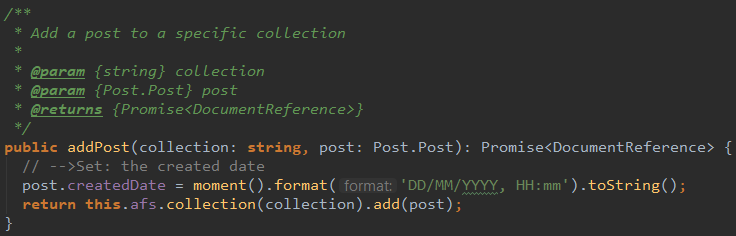 /**
 * Add a post to a specific collection
 *
 * @param {string} collection
 * @param {Post.Post} post
 * @returns {Promise<DocumentReference>}
 */
public addPost(collection: string, post: Post.Post): Promise<DocumentReference> {
  // -->Set: the created date
  post.createdDate = moment().format( format: 'DD/MM/YYYY, HH:mm').toString();
  return this.afs.collection(collection).add(post);
}